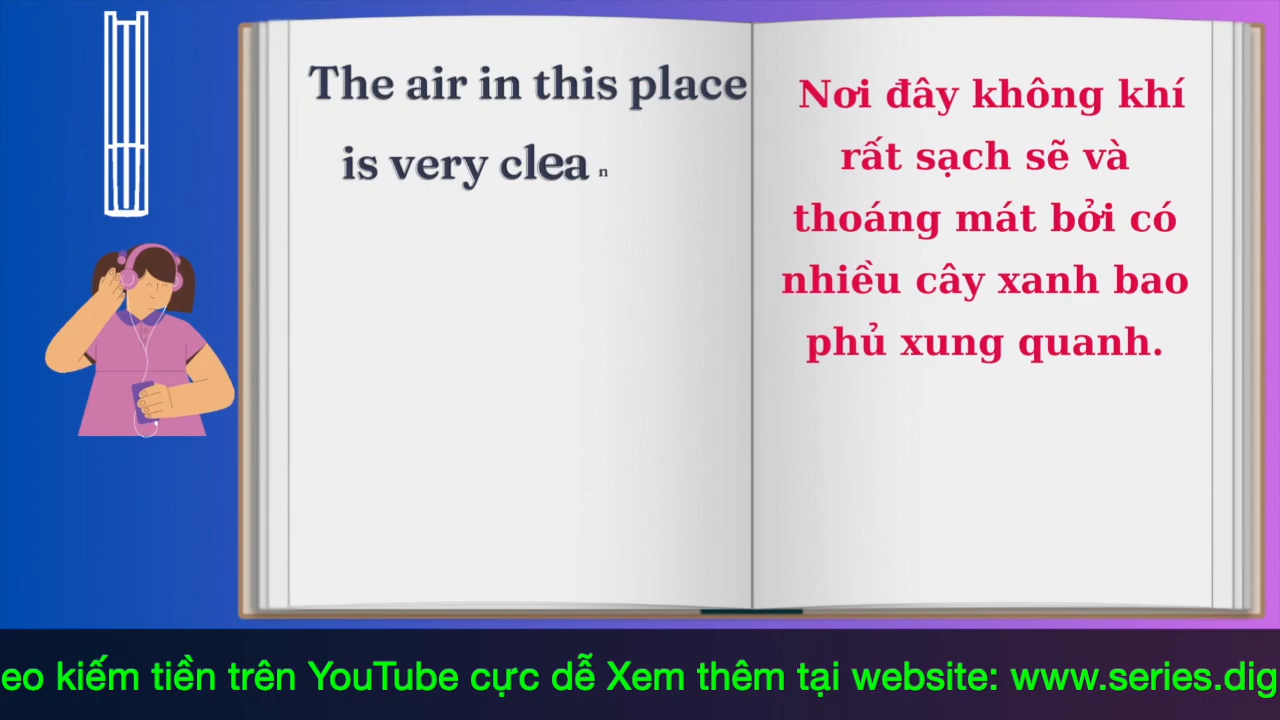 The air in this place
is very clean
Nơi đây không khí
rất sạch sẽ và
thoáng mát bởi có
nhiều cây xanh bao
phủ xung quanh.
eo kiếm tiền trên YouTube cực dễ Xem thêm tại website: www.series.dig